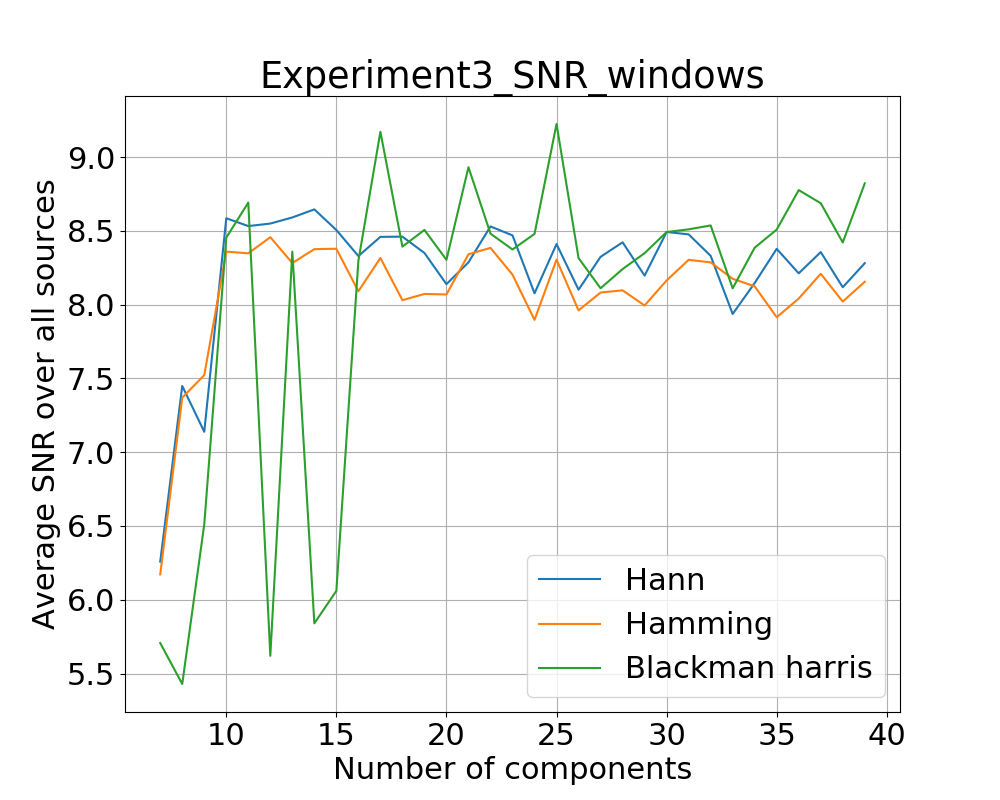 Experiment3_SNR_windows
Average SNR over all sources
9.0
8.5
8.0
7.5
7.0
6.5
6.0
5.5
Hann
Hamming
Blackman harris
10 15 20 25 30 35 40
Number of components